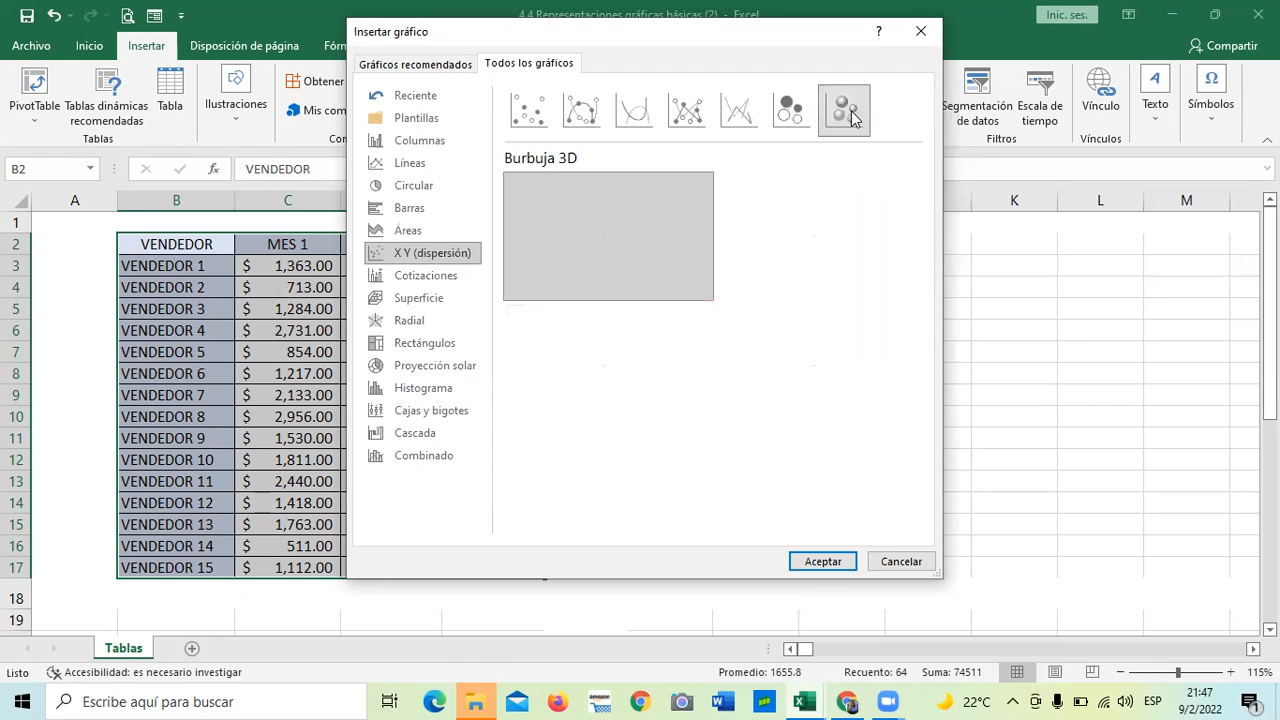 4.4 Representaciones gráficas básicas (2) - Excel
Inic. ses.
Archivo
Inicio
Insertar
Disposición de página
Compartir
PivotTable
Tablas dinámicas
recomendadas
Tabla
Ilustraciones
Obtener
Mis com
Tablas
Segmentación
de datos
Escala de
tiempo
Vínculo
Texto
Símbolos
Filtros
Vínculos
B2
VENDEDOR
Insertar gráfico
?
Gráficos recomendados
Todos los gráficos
Reciente
Plantillas
Columnas
Líneas
Circular
Barras
Áreas
X Y (dispersión)
Cotizaciones
Superficie
Radial
Rectángulos
Proyección solar
Histograma
Cajas y bigotes
Cascada
Combinado
Burbuja 3D
Aceptar
Cancelar
A B C K L M
1
2 VENDEDOR MES 1
3 VENDEDOR 1 $ 1,363.00
4 VENDEDOR 2 $ 713.00
5 VENDEDOR 3 $ 1,284.00
6 VENDEDOR 4 $ 2,731.00
7 VENDEDOR 5 $ 854.00
8 VENDEDOR 6 $ 1,217.00
9 VENDEDOR 7 $ 2,133.00
10 VENDEDOR 8 $ 2,956.00
11 VENDEDOR 9 $ 1,530.00
12 VENDEDOR 10 $ 1,811.00
13 VENDEDOR 11 $ 2,440.00
14 VENDEDOR 12 $ 1,418.00
15 VENDEDOR 13 $ 1,763.00
16 VENDEDOR 14 $ 511.00
17 VENDEDOR 15 $ 1,112.00
18
19
Tablas
Listo
Accesibilidad: es necesario investigar
Promedio: 1655.8
Recuento: 64
Suma: 74511
115%
Escribe aquí para buscar
22°C
ESP
21:47
9/2/2022